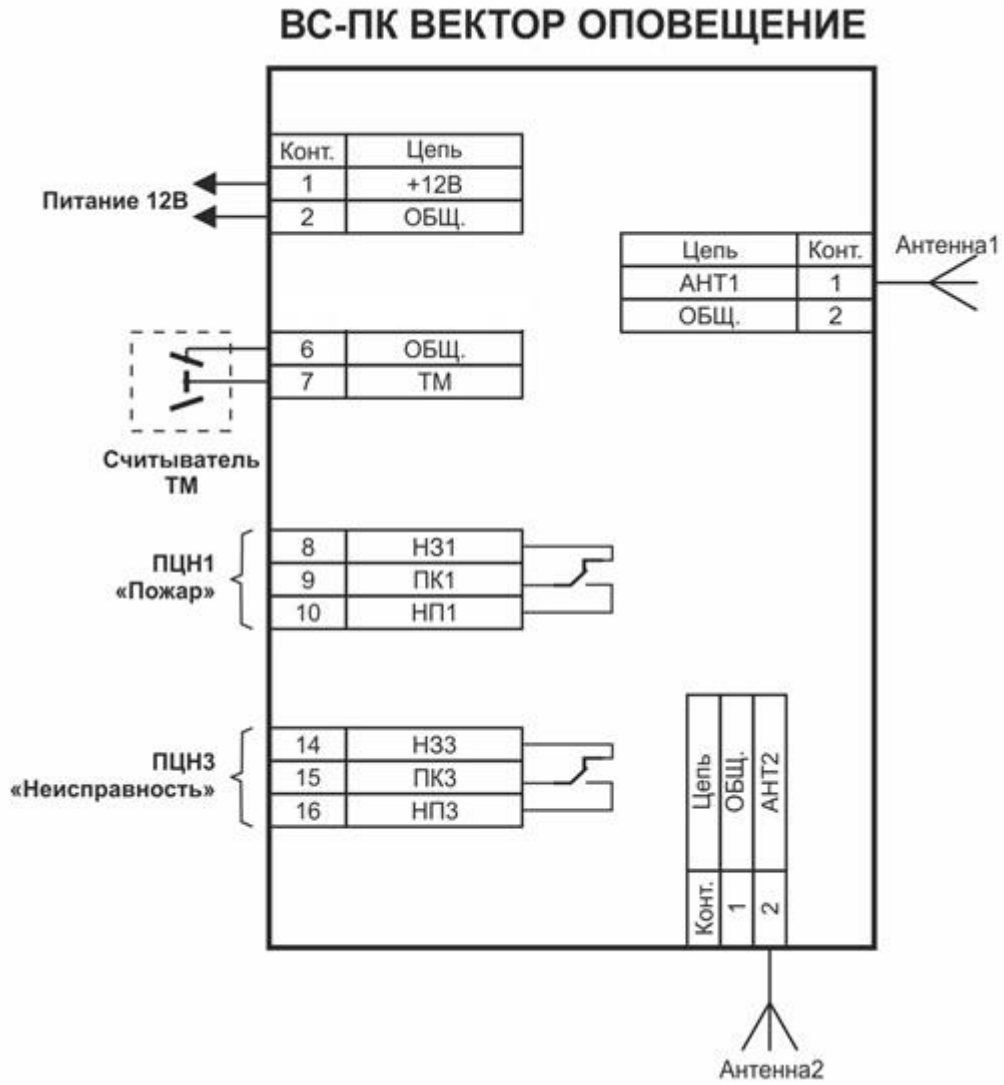 ВС-ПК ВЕКТОР ОПОВЕЩЕНИЕ
Конт. Цепь
Питание 12В
1 +12В
2 ОБЩ.
Цепь Конт.
АНТ1 1
ОБЩ. 2
Антенна1
6 ОБЩ.
7 ТМ
Считыватель
ТМ
ПЦН1
«Пожар»
8 НЗ1
9 ПК1
10 НП1
ПЦН3
«Неисправность»
14 НЗ3
15 ПК3
16 НП3
Конт. Цепь
1 ОБЩ.
2 АНТ2
Антенна2